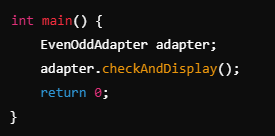 int main() {
    EvenOddAdapter adapter;
    adapter.checkAndDisplay();
    return 0;
}